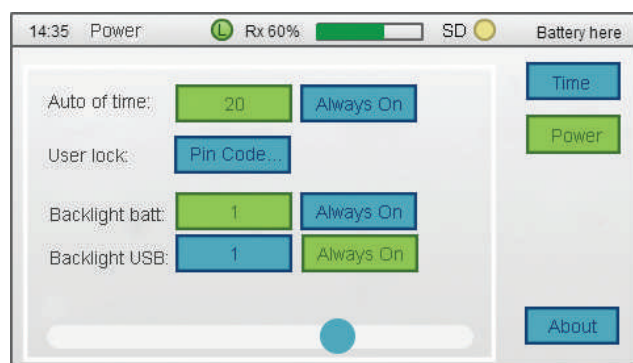 14:35 Power L Rx 60% SD Battery here
Auto of time: 20 Always On Time
Power
User lock: Pin Code...
Backlight batt: 1 Always On
Backlight USB: 1 Always On
About